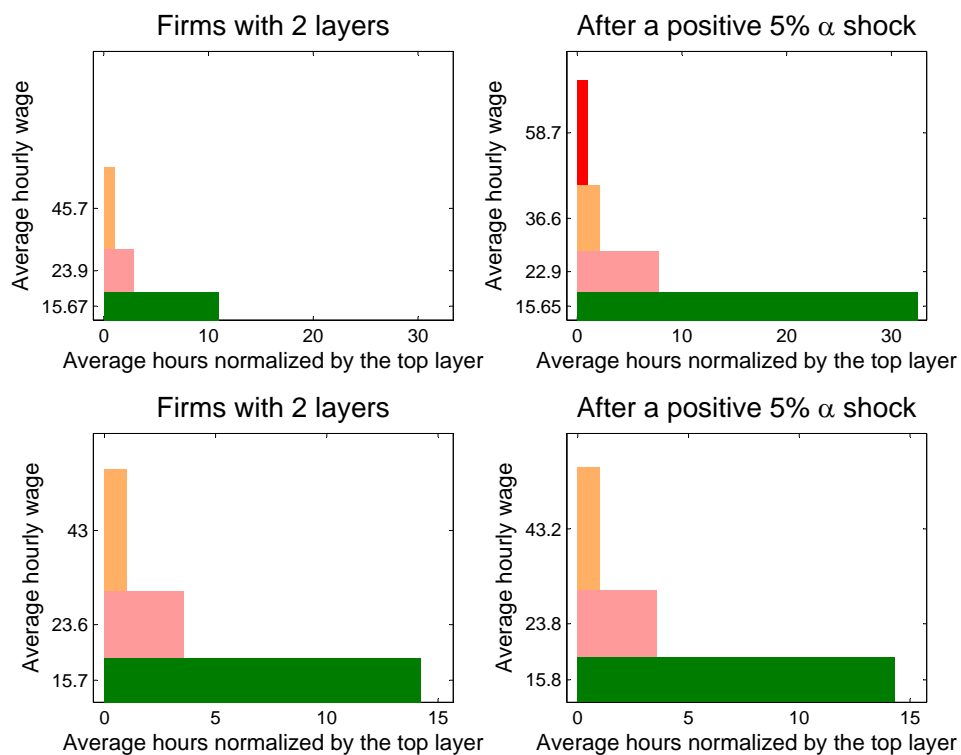 Firms with 2 layers
Average hourly wage
45.7
23.9
15.67
0 10 20 30
Average hours normalized by the top layer
After a positive 5% α shock
Average hourly wage
58.7
36.6
22.9
15.65
0 10 20 30
Average hours normalized by the top layer
Firms with 2 layers
Average hourly wage
43
23.6
15.7
0 5 10 15
Average hours normalized by the top layer
After a positive 5% α shock
Average hourly wage
43.2
23.8
15.8
0 5 10 15
Average hours normalized by the top layer